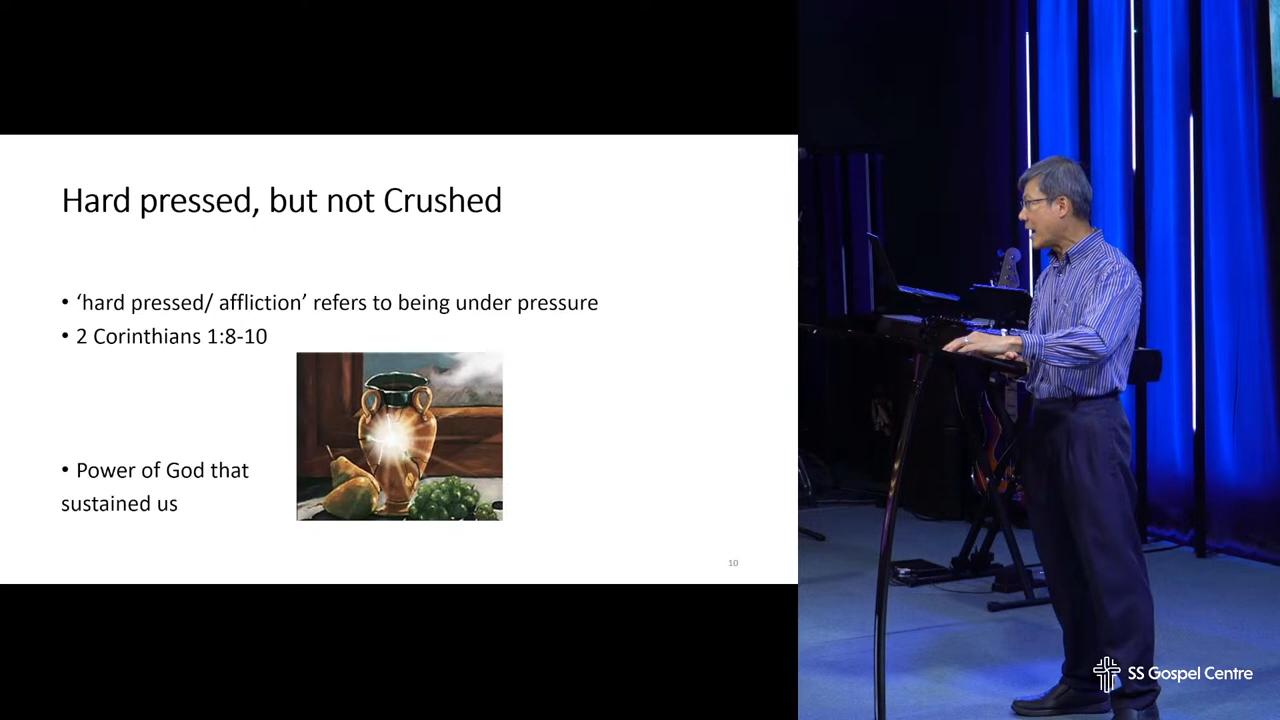 Hard pressed, but not Crushed
• ‘hard pressed/ affliction’ refers to being under pressure
• 2 Corinthians 1:8-10
• Power of God that
sustained us
10
SS Gospel Centre